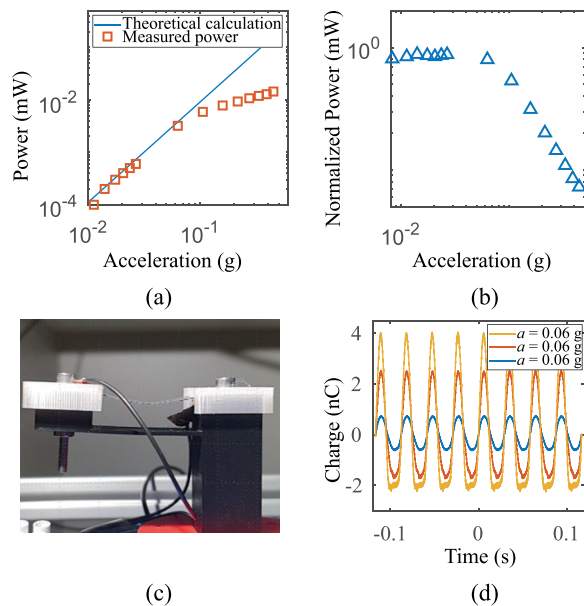 Theoretical calculation
Measured power
Power (mW)
10^-2
10^-4
10^-2
10^-1
Acceleration (g)
(a)
Normalized Power (mW)
10^0
10^-2
Acceleration (g)
(b)
(c)
a = 0.06
a = 0.06
a = 0.06
Charge (nC)
4
2
0
-2
-0.1
0
0.1
Time (s)
(d)